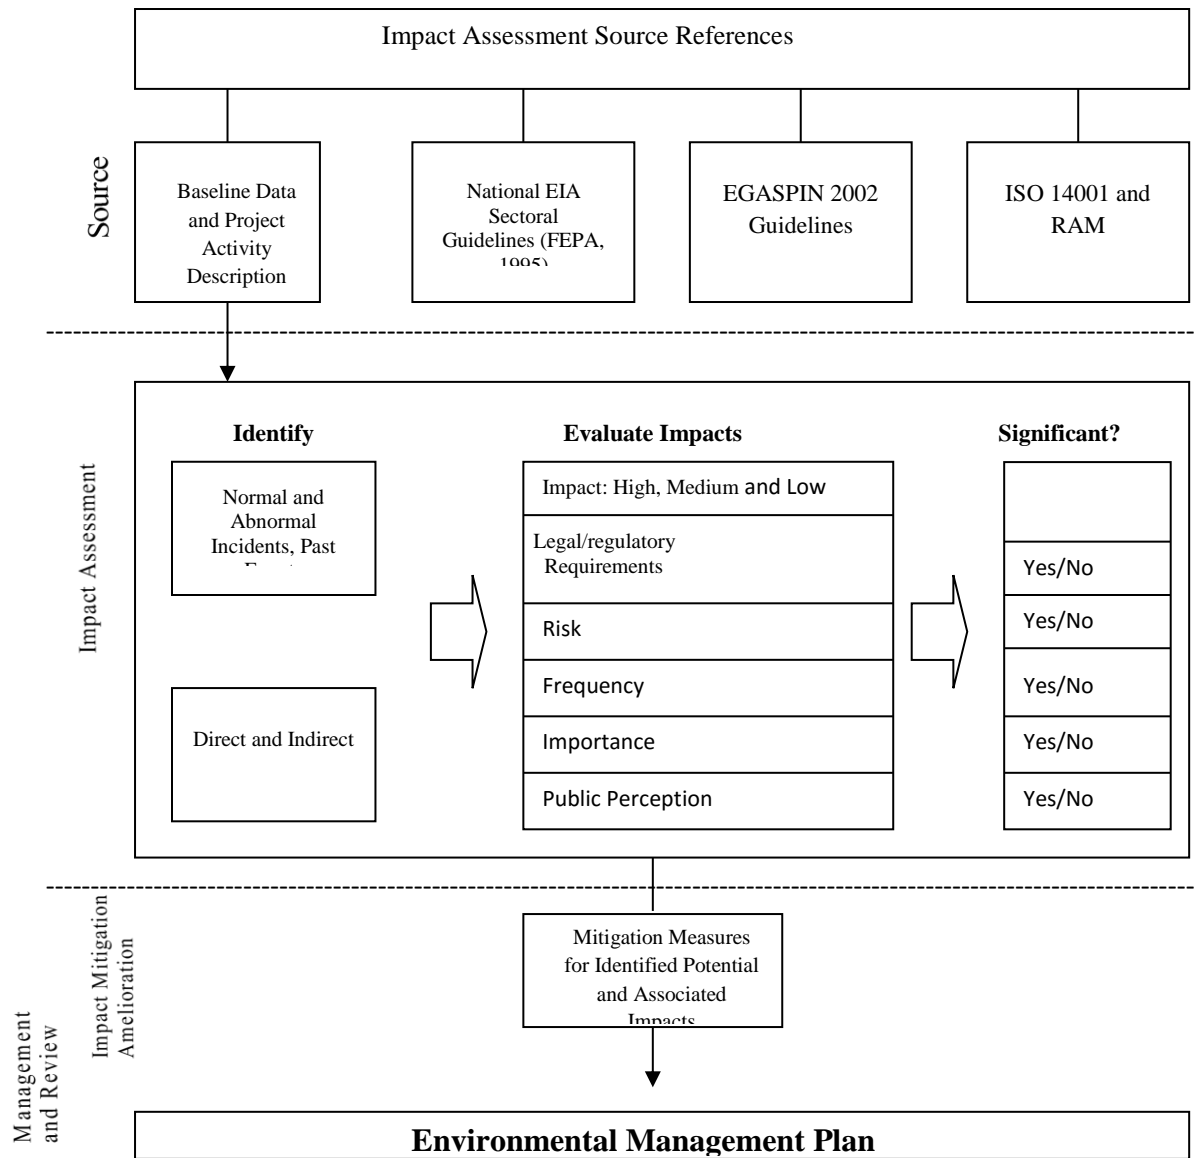 Impact Assessment Source References
Source
Baseline Data
and Project
Activity
Description
National EIA
Sectoral
Guidelines (FEPA,
1995)
EGASPIN 2002
Guidelines
ISO 14001 and
RAM
Impact Assessment
Identify
Normal and
Abnormal
Incidents, Past
Direct and Indirect
Evaluate Impacts
Impact: High, Medium and Low
Legal/regulatory
Requirements
Risk
Frequency
Importance
Public Perception
Significant?
Yes/No
Yes/No
Yes/No
Yes/No
Yes/No
Impact Mitigation
Amelioration
Mitigation Measures
for Identified Potential
and Associated
Impacts
Management
and Review
Environmental Management Plan